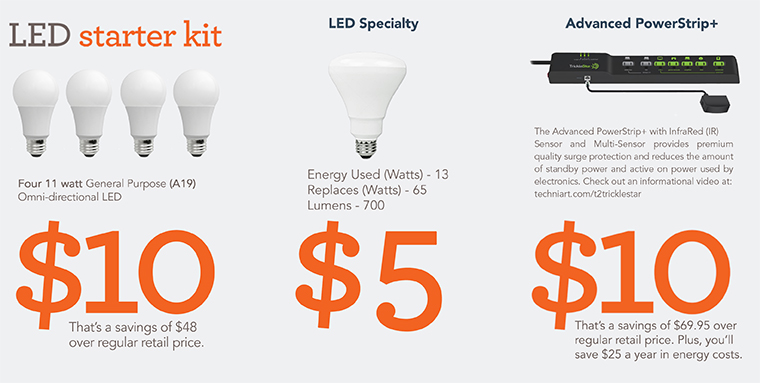 LED starter kit
Four 11 watt General Purpose (A19)
Omni-directional LED
$10
That's a savings of $48
over regular retail price.
LED Specialty
Energy Used (Watts) - 13
Replaces (Watts) - 65
Lumens - 700
$5
Advanced PowerStrip+
TrickleStar
The Advanced PowerStrip+ with InfraRed (IR)
Sensor and Multi-Sensor provides premium
quality surge protection and reduces the amount
of standby power and active on power used by
electronics. Check out an informational video at:
techniart.com/t2tricklestar
$10
That's a savings of $69.95 over
regular retail price. Plus, you'll
save $25 a year in energy costs.